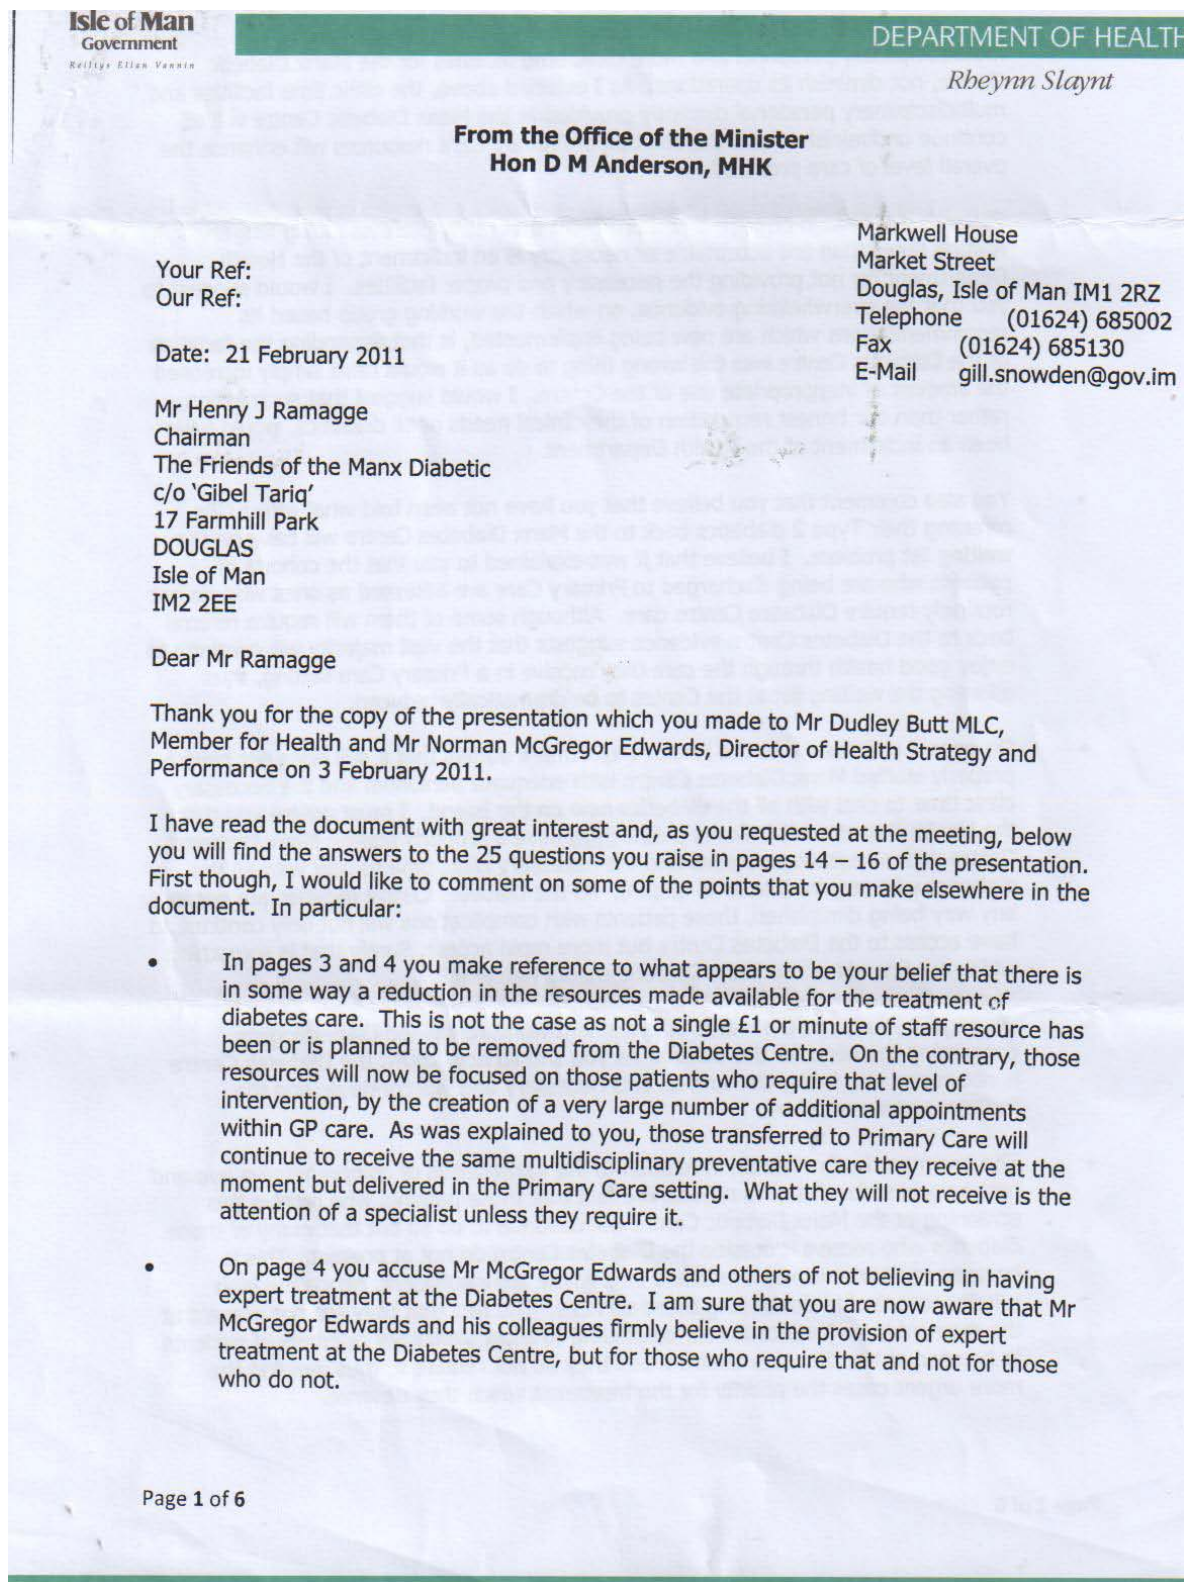 Isle of Man
Government
Reiltys Ellan Vannin
DEPARTMENT OF HEALTH
Rheynn Slaynt
From the Office of the Minister
Hon D M Anderson, MHK
Markwell House
Market Street
Douglas, Isle of Man IM1 2RZ
Telephone (01624) 685002
Fax (01624) 685130
E-Mail gill.snowden@gov.im
Your Ref:
Our Ref:
Date: 21 February 2011
Mr Henry J Ramagge
Chairman
The Friends of the Manx Diabetic
c/o 'Gibel Tariq'
17 Farmhill Park
DOUGLAS
Isle of Man
IM2 2EE
Dear Mr Ramagge
Thank you for the copy of the presentation which you made to Mr Dudley Butt MLC,
Member for Health and Mr Norman McGregor Edwards, Director of Health Strategy and
Performance on 3 February 2011.
I have read the document with great interest and, as you requested at the meeting, below
you will find the answers to the 25 questions you raise in pages 14 – 16 of the presentation.
First though, I would like to comment on some of the points that you make elsewhere in the
document. In particular:
• In pages 3 and 4 you make reference to what appears to be your belief that there is
in some way a reduction in the resources made available for the treatment of
diabetes care. This is not the case as not a single £1 or minute of staff resource has
been or is planned to be removed from the Diabetes Centre. On the contrary, those
resources will now be focused on those patients who require that level of
intervention, by the creation of a very large number of additional appointments
within GP care. As was explained to you, those transferred to Primary Care will
continue to receive the same multidisciplinary preventative care they receive at the
moment but delivered in the Primary Care setting. What they will not receive is the
attention of a specialist unless they require it.
• On page 4 you accuse Mr McGregor Edwards and others of not believing in having
expert treatment at the Diabetes Centre. I am sure that you are now aware that Mr
McGregor Edwards and his colleagues firmly believe in the provision of expert
treatment at the Diabetes Centre, but for those who require that and not for those
who do not.
Page 1 of 6